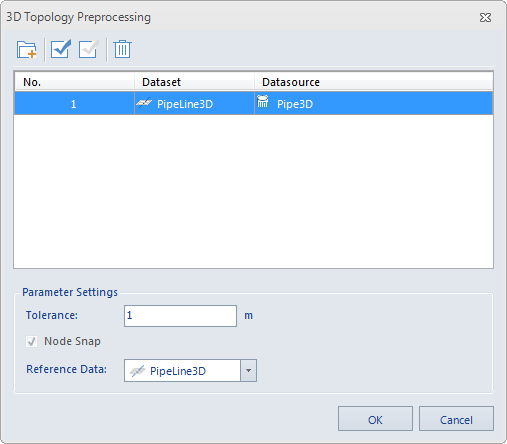 3D Topology Preprocessing
No. Dataset Datasource
1 PipeLine3D Pipe3D
Parameter Settings
Tolerance: 1 m
Node Snap
Reference Data: PipeLine3D
OK Cancel